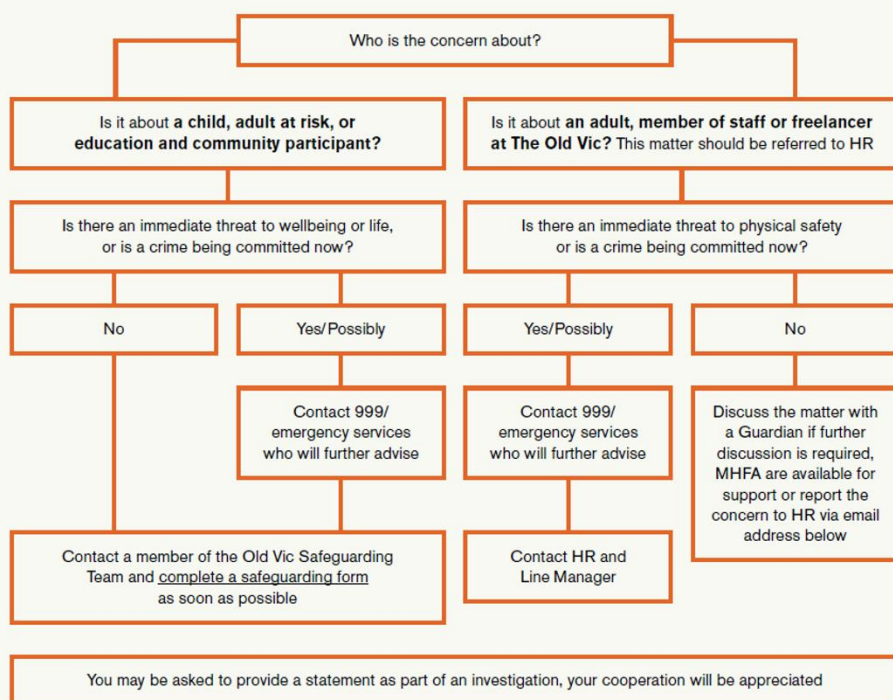 Who is the concern about?
Is it about a child, adult at risk, or
education and community participant?
Is it about an adult, member of staff or freelancer
at The Old Vic? This matter should be referred to HR
Is there an immediate threat to wellbeing or life,
or is a crime being committed now?
Is there an immediate threat to physical safety
or is a crime being committed now?
No
Yes/Possibly
Yes/Possibly
No
Contact 999/
emergency services
who will further advise
Contact 999/
emergency services
who will further advise
Discuss the matter with
a Guardian if further
discussion is required,
MHFA are available for
support or report the
concern to HR via email
address below
Contact a member of the Old Vic Safeguarding
Team and complete a safeguarding form
as soon as possible
Contact HR and
Line Manager
You may be asked to provide a statement as part of an investigation, your cooperation will be appreciated